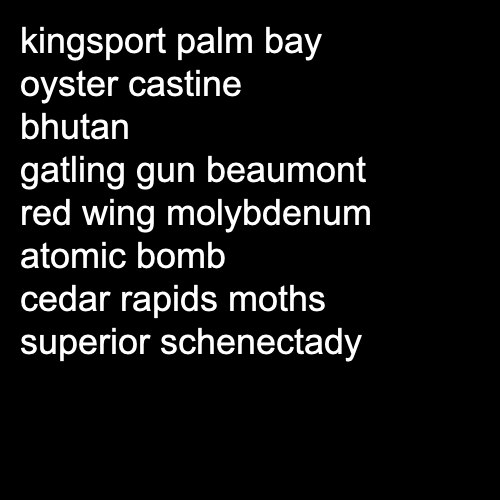 kingsport palm bay
oyster castine
bhutan
gatling gun beaumont
red wing molybdenum
atomic bomb
cedar rapids moths
superior schenectady